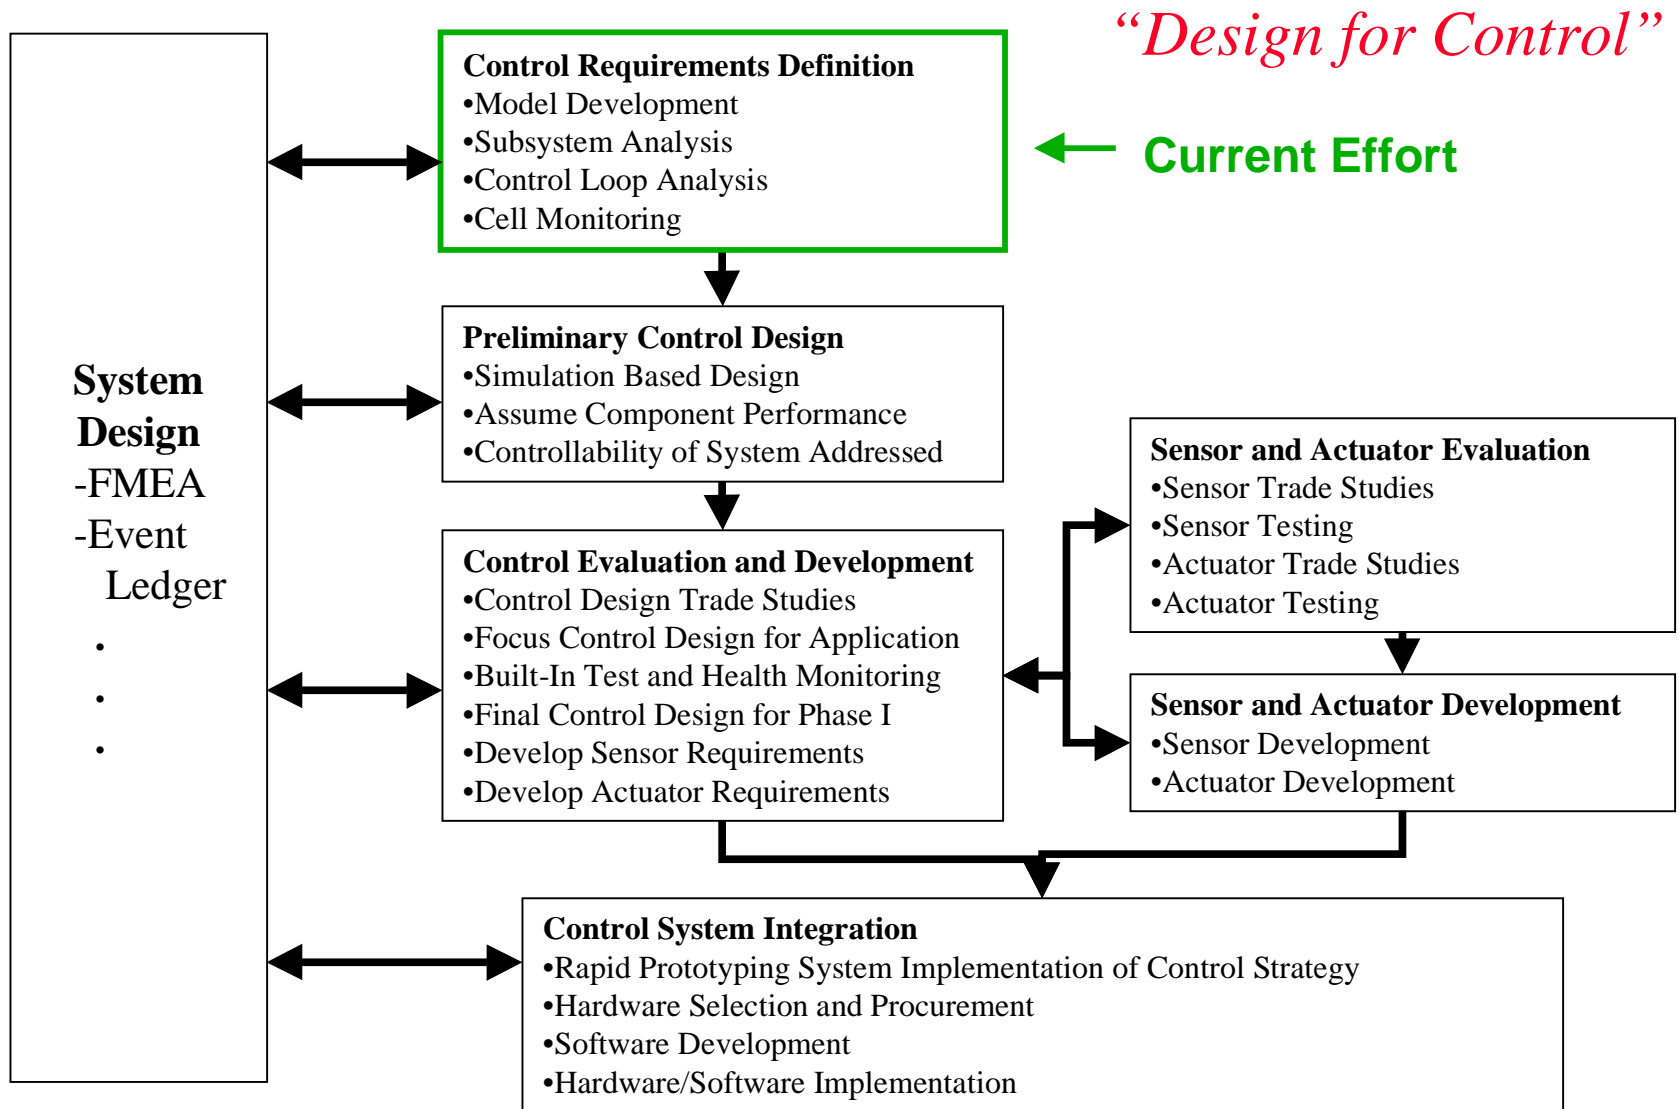 “Design for Control”
Control Requirements Definition
•Model Development
•Subsystem Analysis
•Control Loop Analysis
•Cell Monitoring
Current Effort
System
Design
-FMEA
-Event
Ledger
.
.
.
Preliminary Control Design
•Simulation Based Design
•Assume Component Performance
•Controllability of System Addressed
Control Evaluation and Development
•Control Design Trade Studies
•Focus Control Design for Application
•Built-In Test and Health Monitoring
•Final Control Design for Phase I
•Develop Sensor Requirements
•Develop Actuator Requirements
Sensor and Actuator Evaluation
•Sensor Trade Studies
•Sensor Testing
•Actuator Trade Studies
•Actuator Testing
Sensor and Actuator Development
•Sensor Development
•Actuator Development
Control System Integration
•Rapid Prototyping System Implementation of Control Strategy
•Hardware Selection and Procurement
•Software Development
•Hardware/Software Implementation